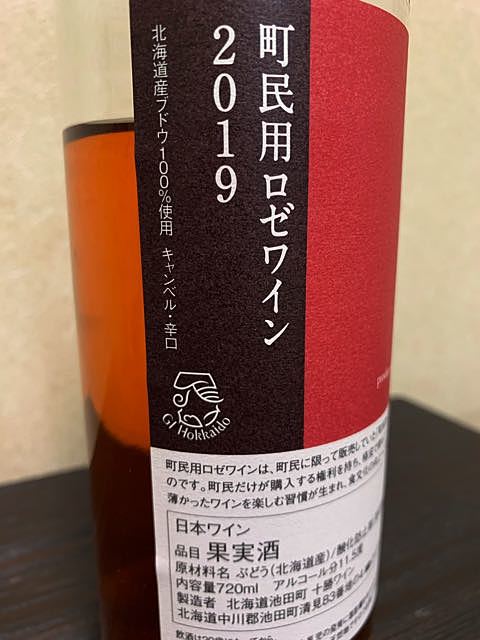 町民用ロゼワイン
2019
北海道産ブドウ100%使用 キャンベル・辛口
GI Hokkaido
町民用ロゼワインは、町民に限って販売している
のです。町民だけが購入する権利を持ち、
薄かったワインを楽しむ習慣が生まれ、食文化の
日本ワイン
品目 果実酒
原材料名 ぶどう(北海道産)/酸化防止
内容量720ml アルコール分11.5
製造者 北海道池田町 十勝ワイン
北海道中川郡池田町清見83番地